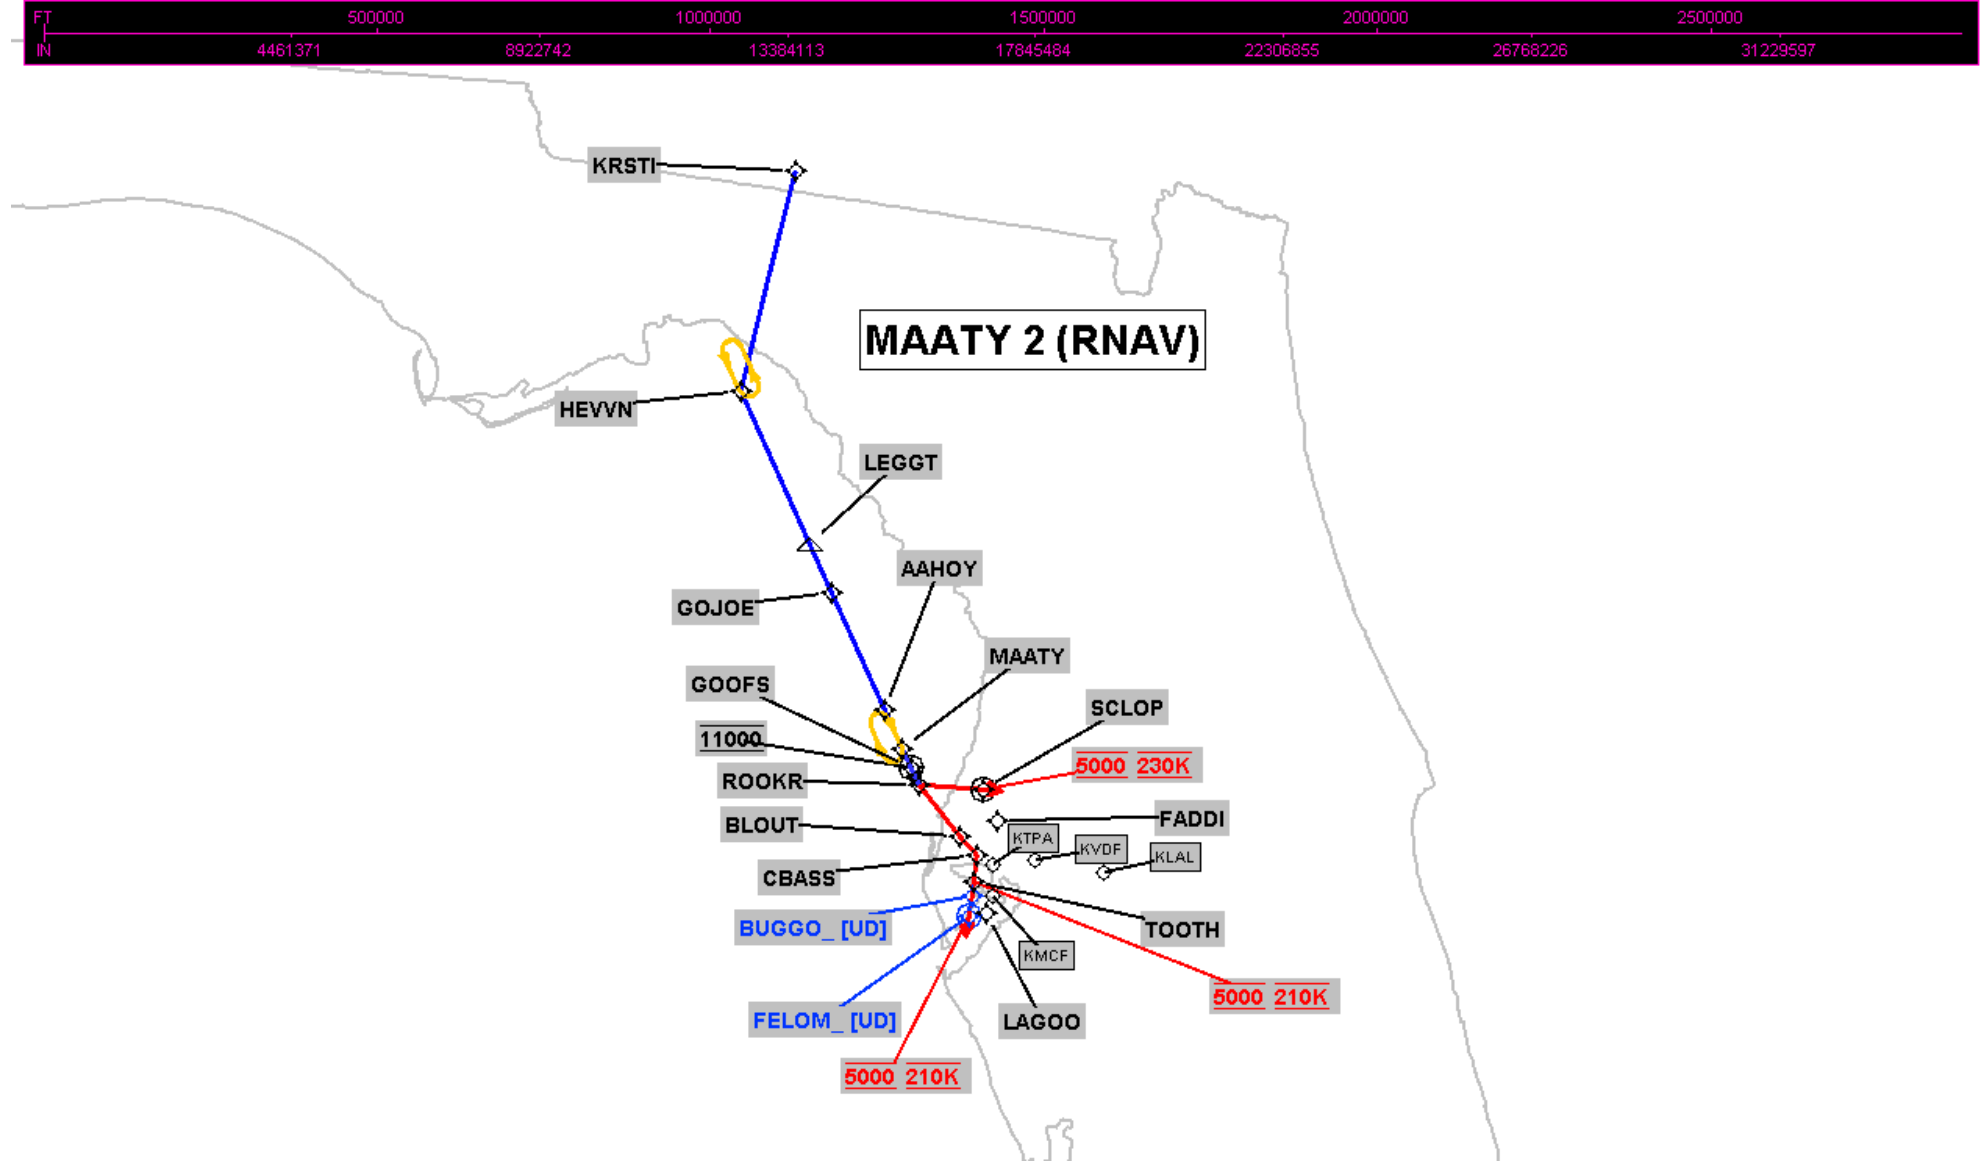 FT 500000 1000000 1500000 2000000 2500000
IN 4461371 8922742 13384113 17845484 22306855 26768226 31229597
KRSTI
MAATY 2 (RNAV)
HEVVN
LEGGT
AAHOY
GOJOE
MAATY
GOOFS
SCLOP
11000
5000 230K
ROOKR
FADDI
BLOUT
KTPA
KVDF
KLAL
CBASS
BUGGO_ [UD]
TOOTH
KMCF
5000 210K
FELOM_ [UD]
LAGOO
5000 210K